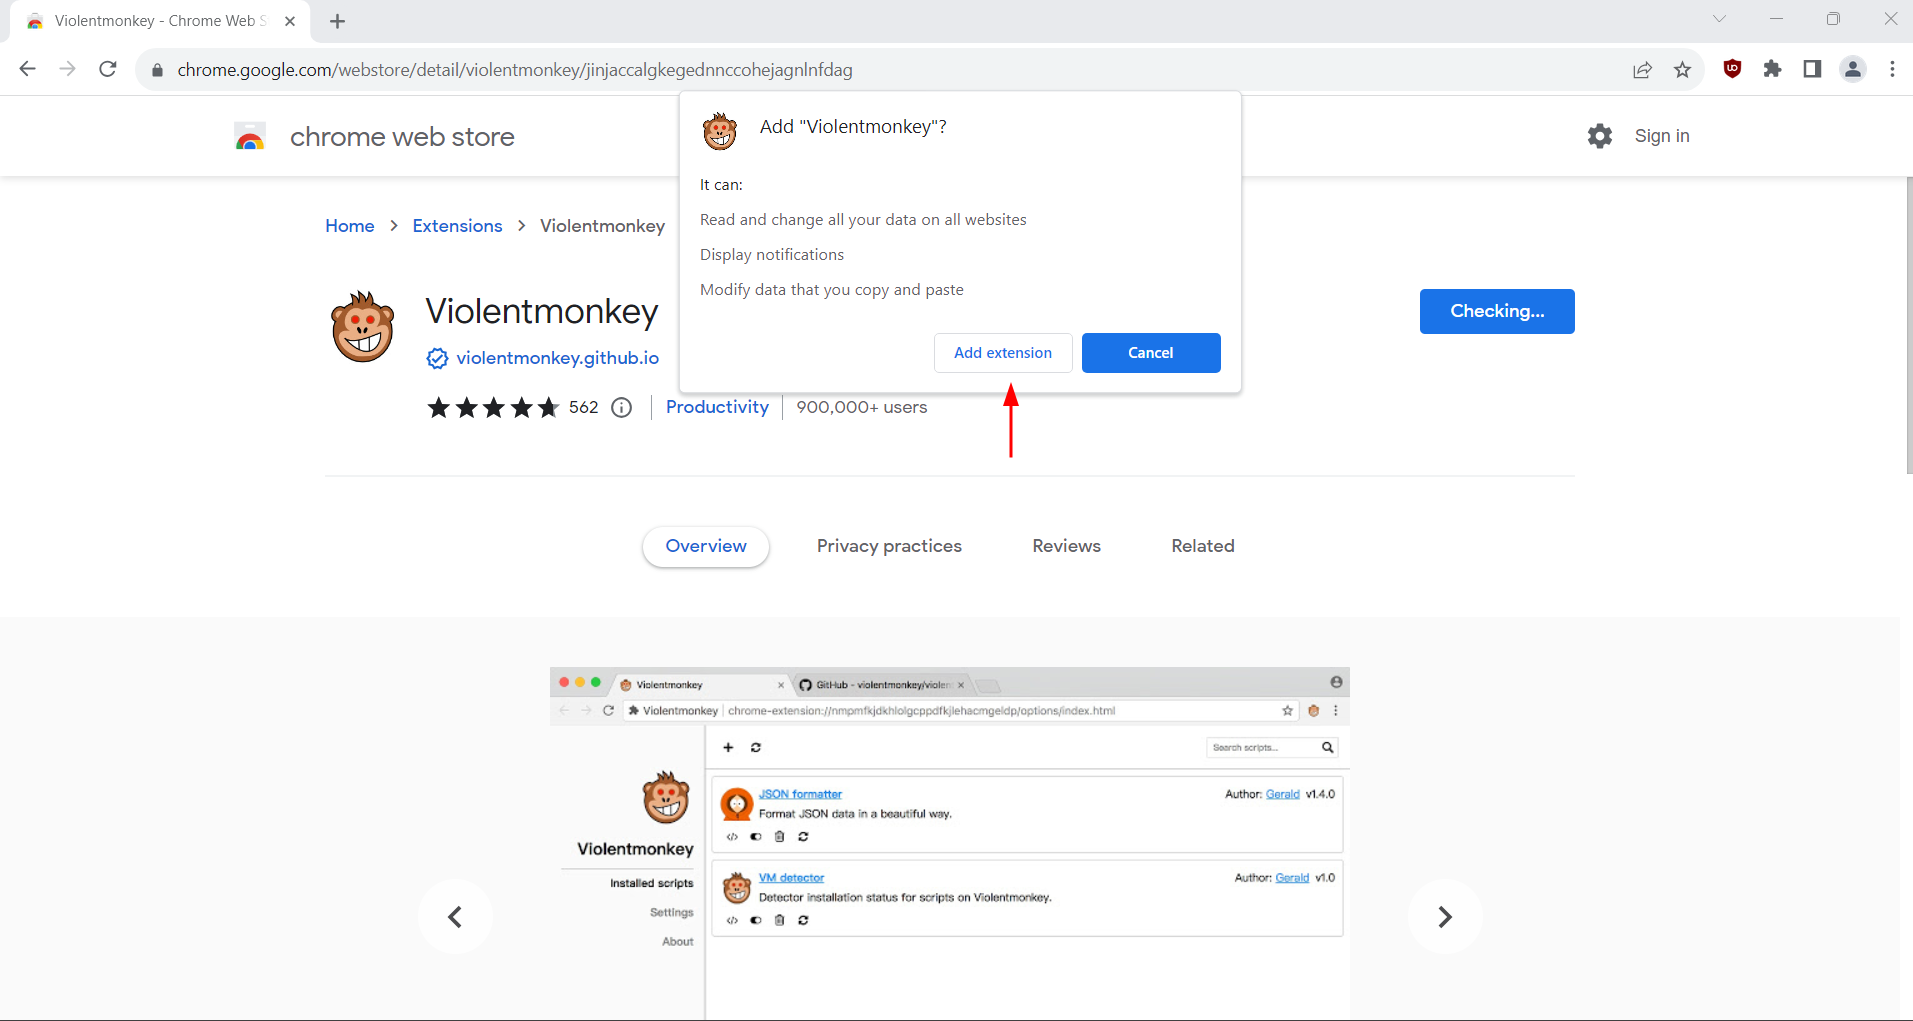 Violentmonkey - Chrome Web S
chrome.google.com/webstore/detail/violentmonkey/jinjaccalgkegednnccohejagnlnfdag
chrome web store
Sign in
Add "Violentmonkey"?
It can:
Read and change all your data on all websites
Display notifications
Modify data that you copy and paste
Add extension
Cancel
Home > Extensions > Violentmonkey
Violentmonkey
Checking...
violentmonkey.github.io
562 Productivity 900,000+ users
Overview Privacy practices Reviews Related
Violentmonkey GitHub - violentmonkey/violen
Violentmonkey chrome-extension://nmpmfkjdkhlolgcppdfkjlehacmgeldp/options/index.html
Search scripts...
JSON formatter Author: Gerald v1.4.0
Format JSON data in a beautiful way.
Violentmonkey
Installed scripts
Settings
About
VM detector Author: Gerald v1.0
Detector installation status for scripts on Violentmonkey.